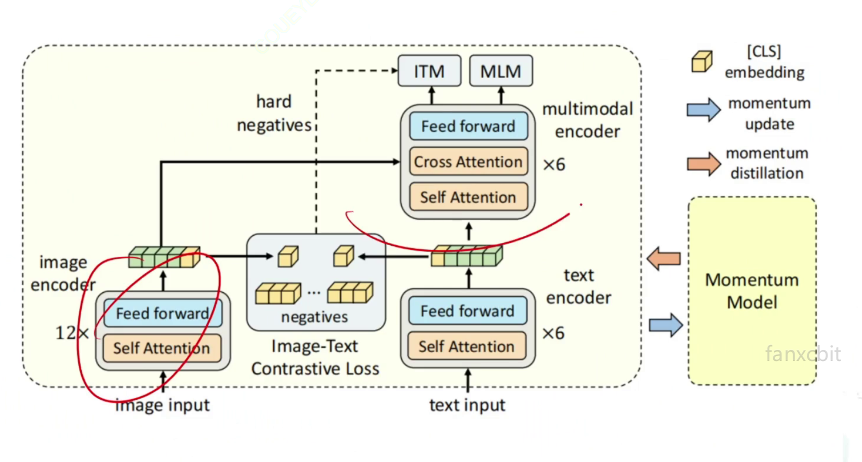 ITM
MLM
[CLS]
embedding
hard
negatives
Feed forward
Cross Attention
Self Attention
multimodal
encoder
×6
momentum
update
momentum
distillation
image
encoder
12×
Feed forward
Self Attention
negatives
...
Image-Text
Contrastive Loss
Feed forward
Self Attention
text
encoder
×6
Momentum
Model
fanxcbit
image input
text input